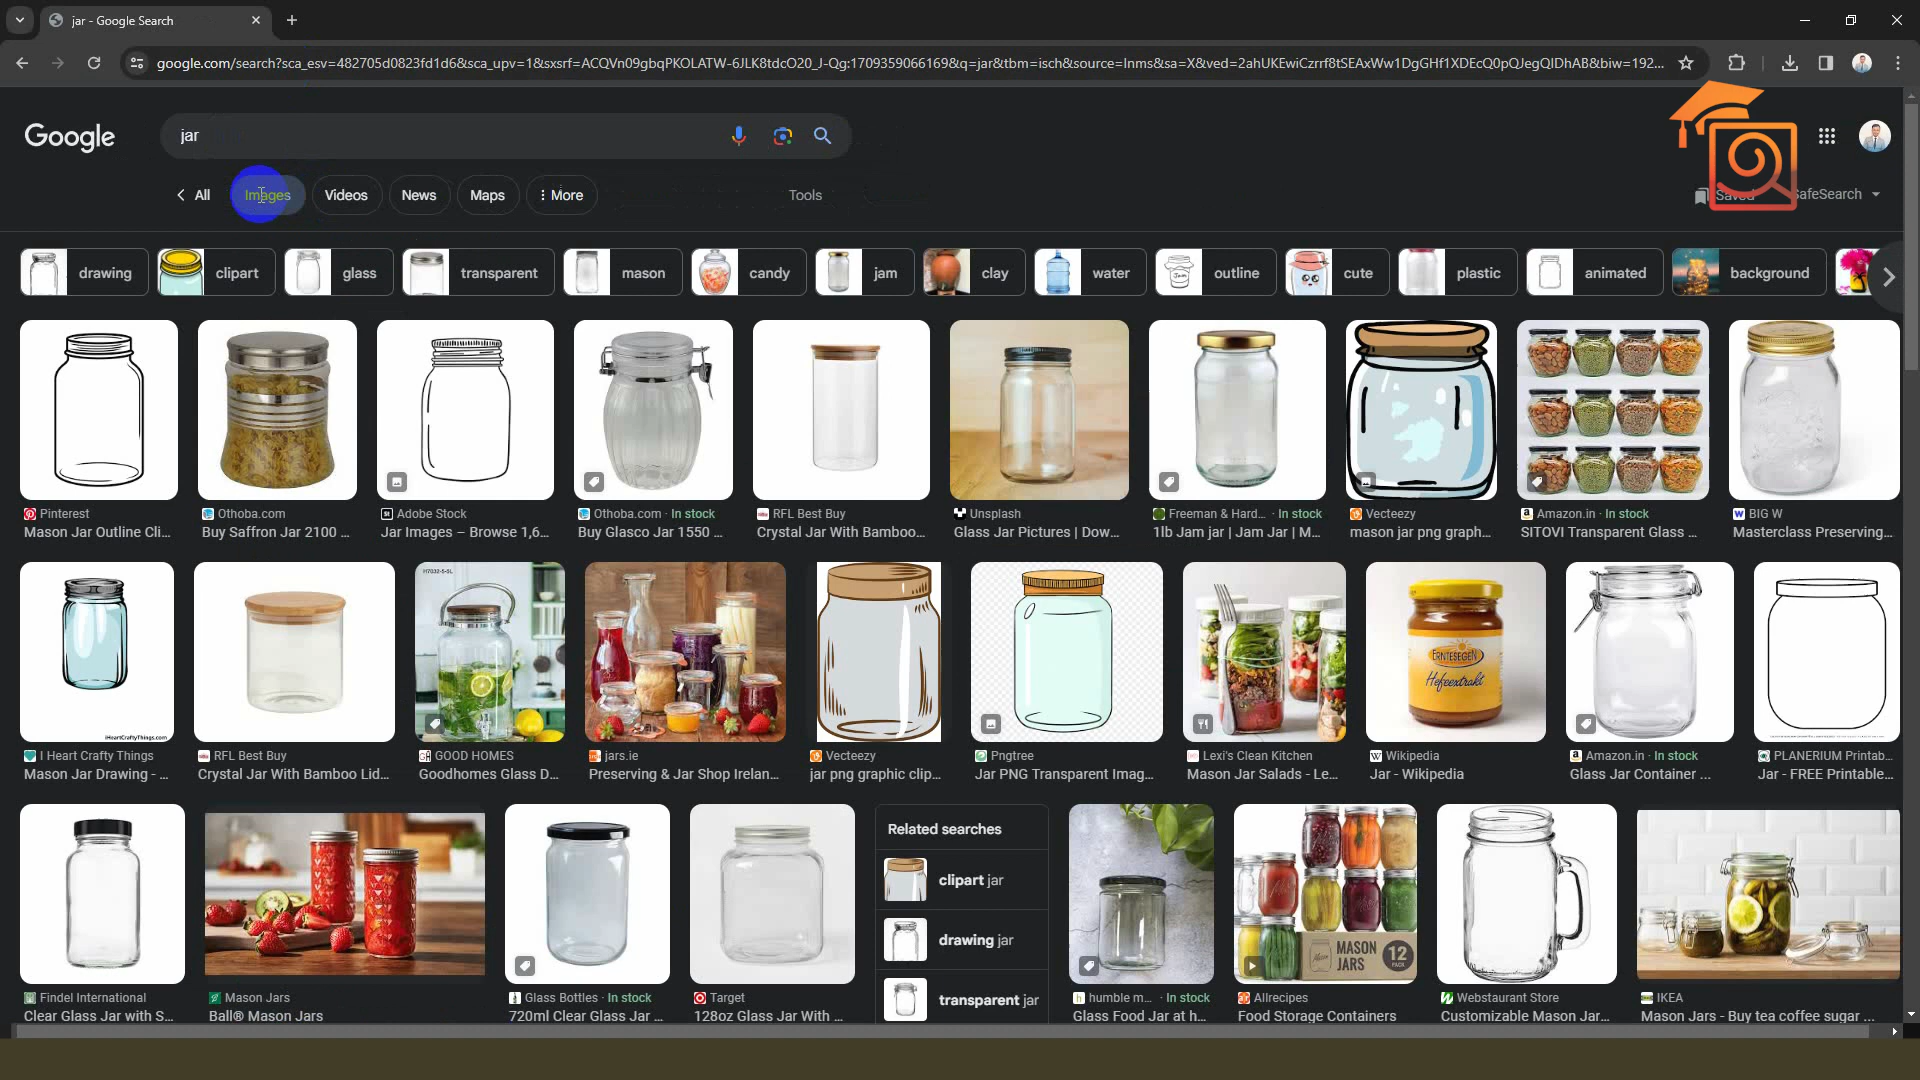 jar - Google Search
google.com/search?sca_esv=482705d0823fd1d6&sca_upv=1&sxsrf=ACQVn09gbqPKOLATW-6JLK8tdcO20_J-Qg:1709359066169&q=jar&tbm=isch&source=lnms&sa=X&ved=2ahUKEwiCzrrf8tSEAxWw1DgGHf1XDEcQ0pQJegQIDhAB&biw=192...
Google
jar
All
Images
Videos
News
Maps
More
Tools
Saved
SafeSearch
drawing
clipart
glass
transparent
mason
candy
jam
clay
water
outline
cute
plastic
animated
background
Pinterest
Mason Jar Outline Cli...
Othoba.com
Buy Saffron Jar 2100 ...
Adobe Stock
Jar Images – Browse 1,6...
Othoba.com · In stock
Buy Glasco Jar 1550 ...
RFL Best Buy
Crystal Jar With Bamboo...
Unsplash
Glass Jar Pictures | Dow...
Freeman & Hard... · In stock
1lb Jam jar | Jam Jar | M...
Vecteezy
mason jar png graph...
Amazon.in · In stock
SITOVI Transparent Glass ...
BIG W
Masterclass Preserving...
iHeartCraftyThings.com
H7032-5-SL
ERNTESEGEN
Hefeextrakt
I Heart Crafty Things
Mason Jar Drawing - ...
RFL Best Buy
Crystal Jar With Bamboo Lid...
GOOD HOMES
Goodhomes Glass D...
jars.ie
Preserving & Jar Shop Irelan...
Vecteezy
jar png graphic clip...
Pngtree
Jar PNG Transparent Imag...
Lexi's Clean Kitchen
Mason Jar Salads - Le...
Wikipedia
Jar - Wikipedia
Amazon.in · In stock
Glass Jar Container ...
PLANERIUM Printab...
Jar - FREE Printable...
Related searches
clipart jar
drawing jar
transparent jar
MASON JARS 12 PACK
Findel International
Clear Glass Jar with S...
Mason Jars
Ball® Mason Jars
Glass Bottles · In stock
720ml Clear Glass Jar ...
Target
128oz Glass Jar With ...
humble m... · In stock
Glass Food Jar at h...
Allrecipes
Food Storage Containers
Webstaurant Store
Customizable Mason Jar...
IKEA
Mason Jars - Buy tea coffee sugar ...